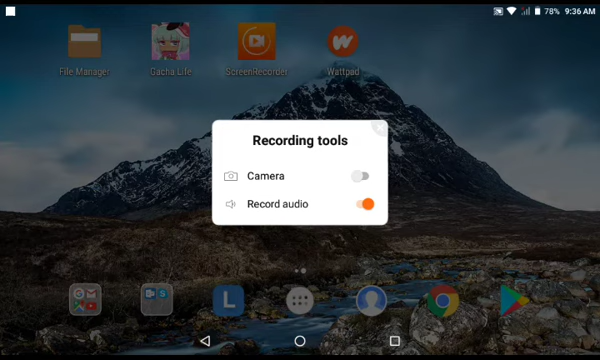 78% 9:36 AM
File Manager
Gacha Life
ScreenRecorder
Wattpad
Recording tools
Camera
Record audio